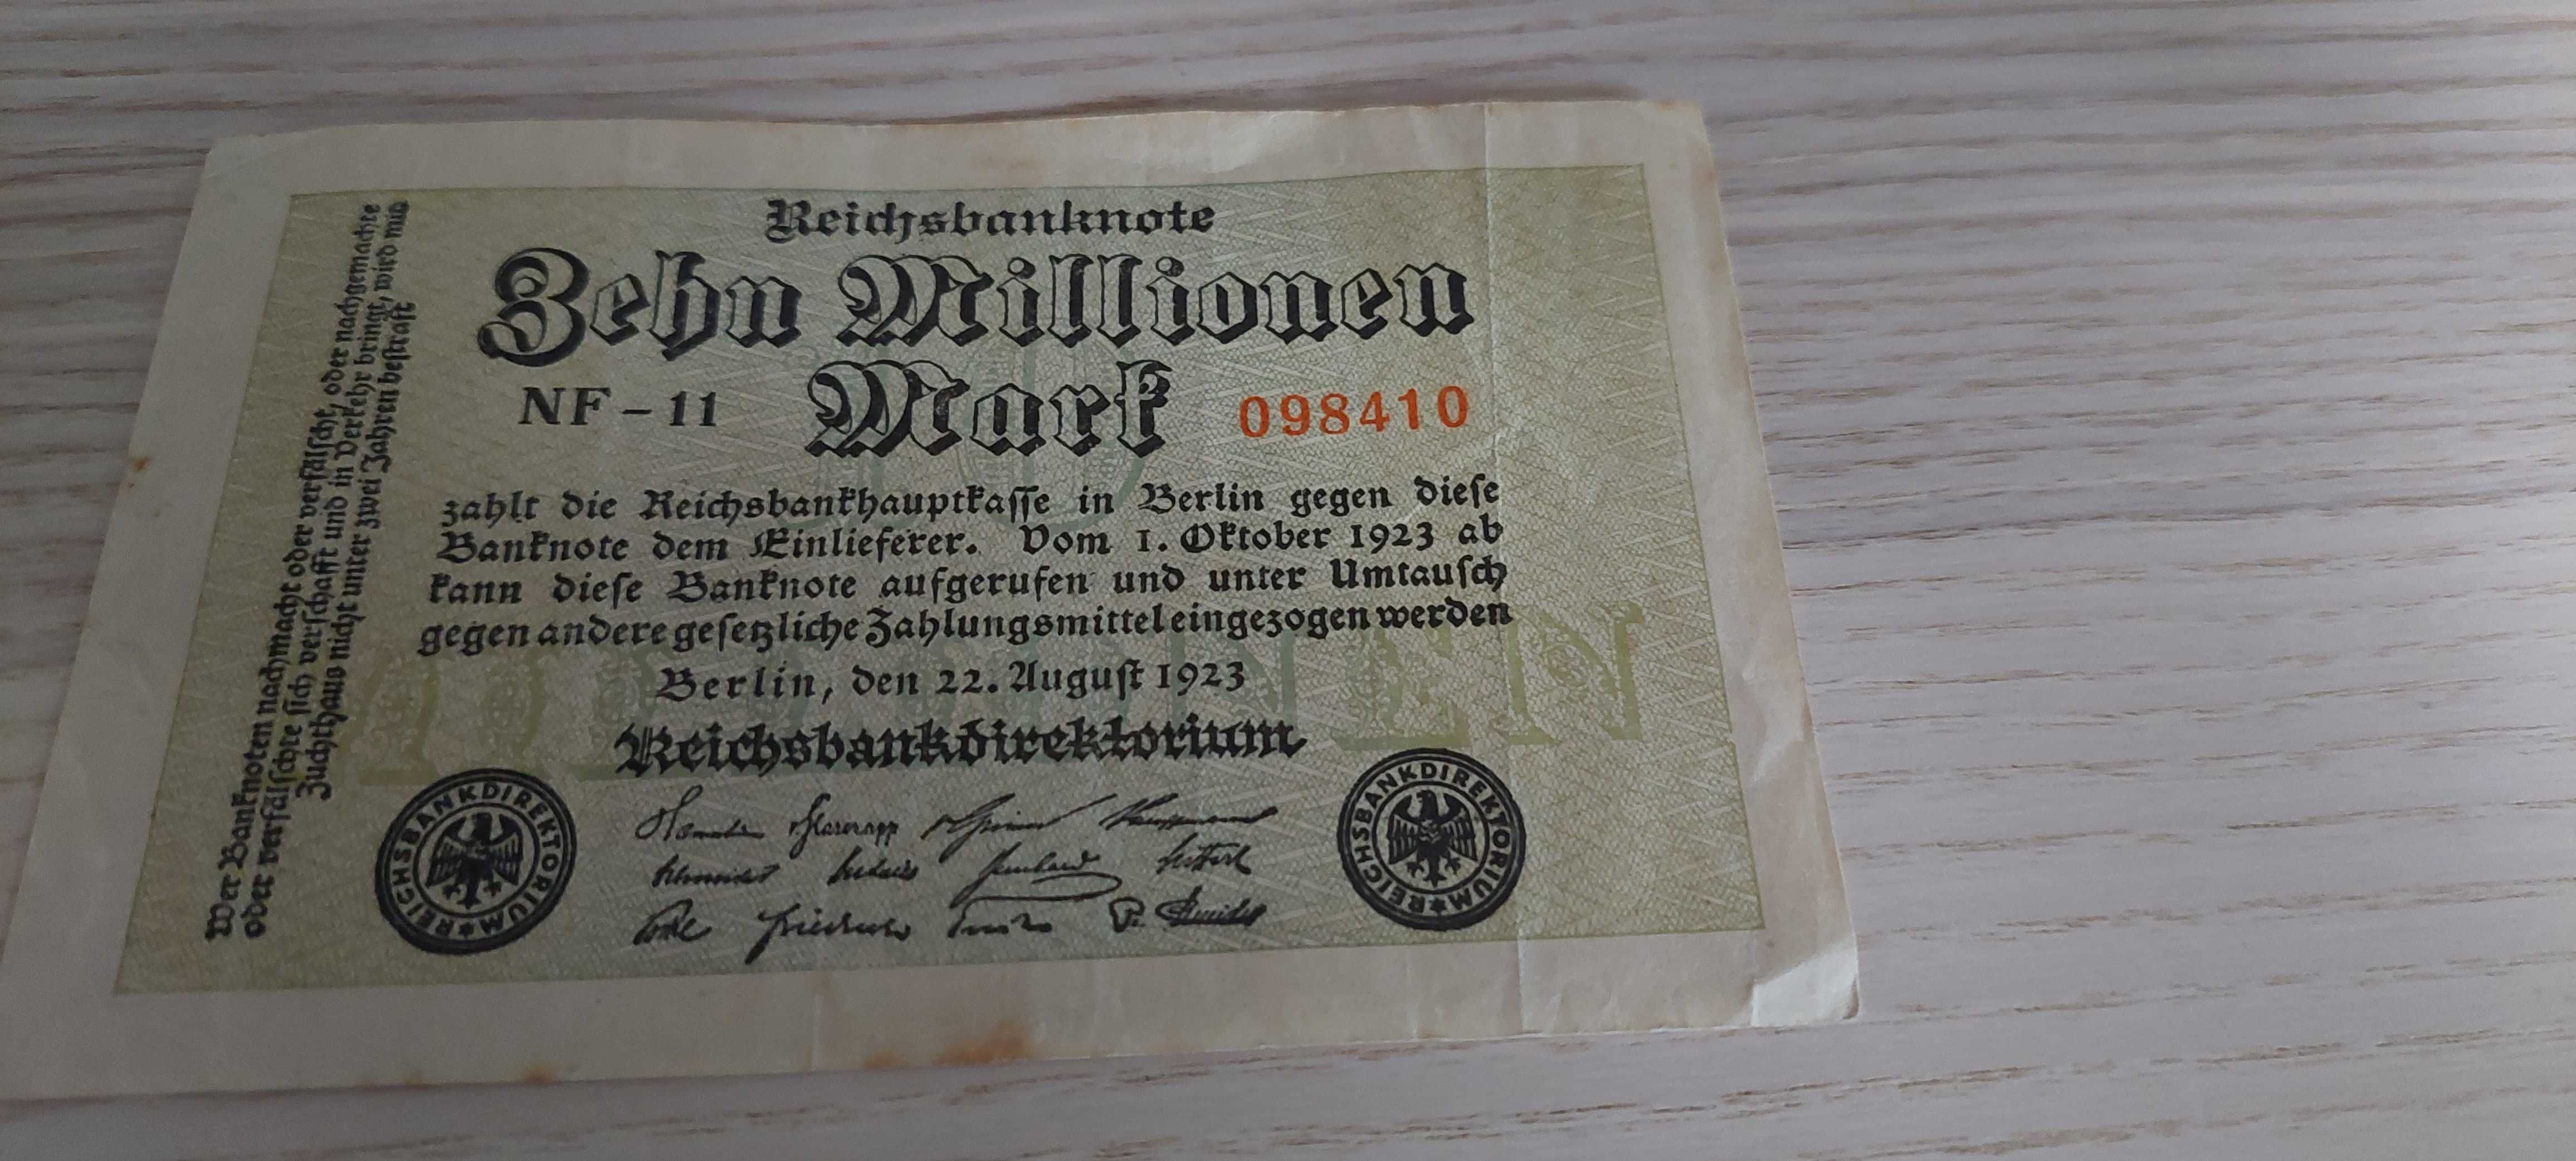 Reichsbanknote
Zehn Millionen
Mark
NF-11
098410
zahlt die Reichsbankhauptkasse in Berlin gegen diese
Banknote dem Einlieferer. Vom 1. Oktober 1923 ab
kann diese Banknote aufgerufen und unter Umtausch
gegen andere gesetzliche Zahlungsmittel eingezogen werden
Berlin, den 22. August 1923
Reichsbankdirektorium
REICHSBANKDIREKTORIUM
REICHSBANKDIREKTORIUM
Wer Banknoten nachmacht oder verfälscht, oder nachgemachte
oder verfälschte sich verschafft und in Verkehr bringt, wird mit
Zuchthaus nicht unter zwei Jahren bestraft